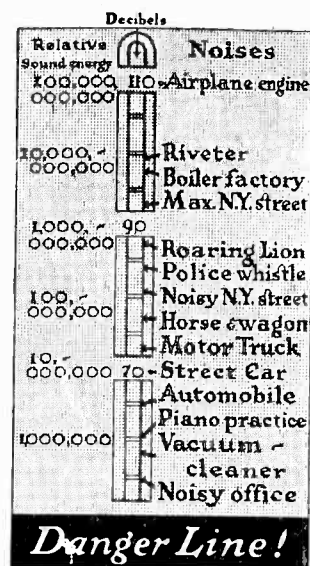 Decibels
Relative
Sound energy
Noises
100,000
000,000
110
Airplane engine
10,000,-
000,000
Riveter
Boiler factory
Max. N.Y. street
1,000,-
000,000
90
Roaring Lion
Police whistle
Noisy N.Y. street
100,-
000,000
Horse & wagon
Motor Truck
10,-
000,000
70
Street Car
Automobile
Piano practice
1,000,000
Vacuum -
cleaner
Noisy office
Danger Line!